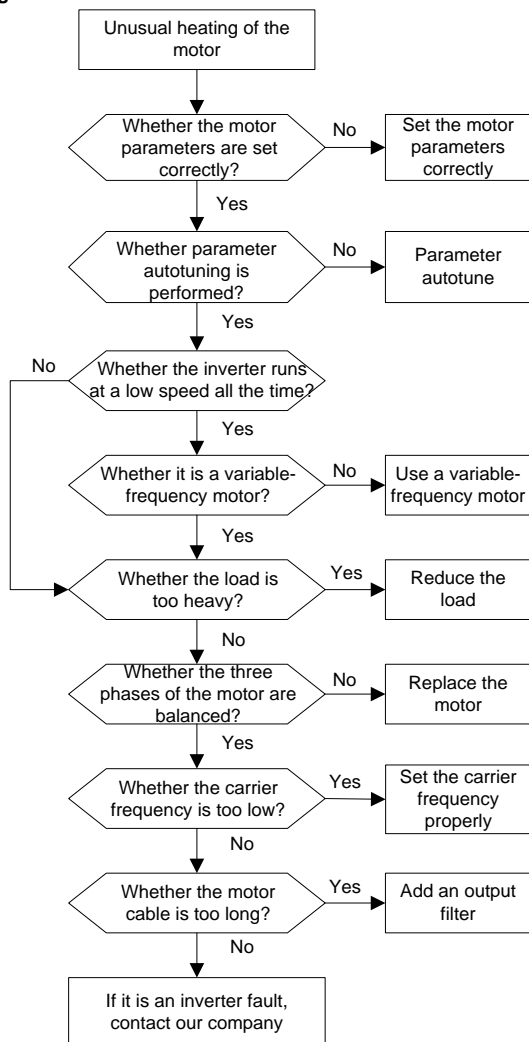 Unusual heating of the
motor
Whether the motor
parameters are set
correctly?
No
Set the motor
parameters
correctly
Yes
Whether parameter
autotuning is
performed?
No
Parameter
autotune
Yes
No
Whether the inverter runs
at a low speed all the time?
Yes
Whether it is a variable-
frequency motor?
No
Use a variable-
frequency motor
Yes
Whether the load is
too heavy?
Yes
Reduce the
load
No
Whether the three
phases of the motor are
balanced?
No
Replace the
motor
Yes
Whether the carrier
frequency is too low?
Yes
Set the carrier
frequency
properly
No
Whether the motor
cable is too long?
Yes
Add an output
filter
No
If it is an inverter fault,
contact our company